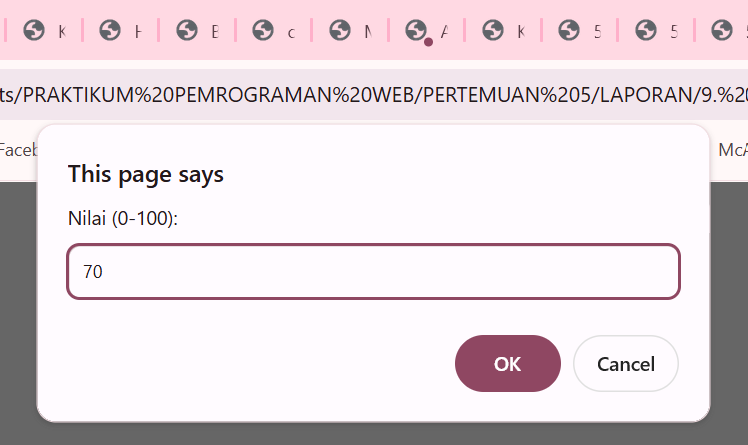 K
B
c
A
K
5
5
ts/PRAKTIKUM%20PEMROGRAMAN%20WEB/PERTEMUAN%205/LAPORAN/9.%20
Faceb
McA
This page says
Nilai (0-100):
70
OK
Cancel